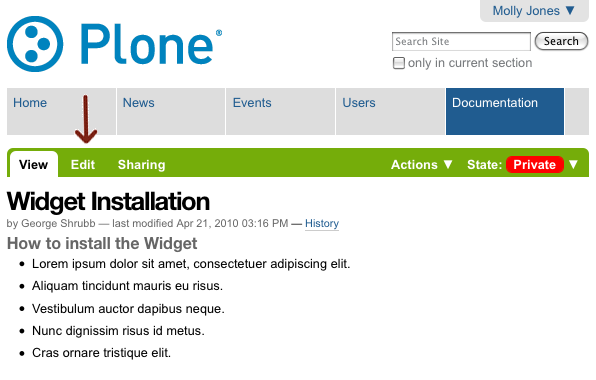 Molly Jones ▼
Plone®
Search Site Search
only in current section
Home News Events Users Documentation
View Edit Sharing Actions ▼ State: Private ▼
Widget Installation
by George Shrubb — last modified Apr 21, 2010 03:16 PM — History
How to install the Widget
• Lorem ipsum dolor sit amet, consectetuer adipiscing elit.
• Aliquam tincidunt mauris eu risus.
• Vestibulum auctor dapibus neque.
• Nunc dignissim risus id metus.
• Cras ornare tristique elit.